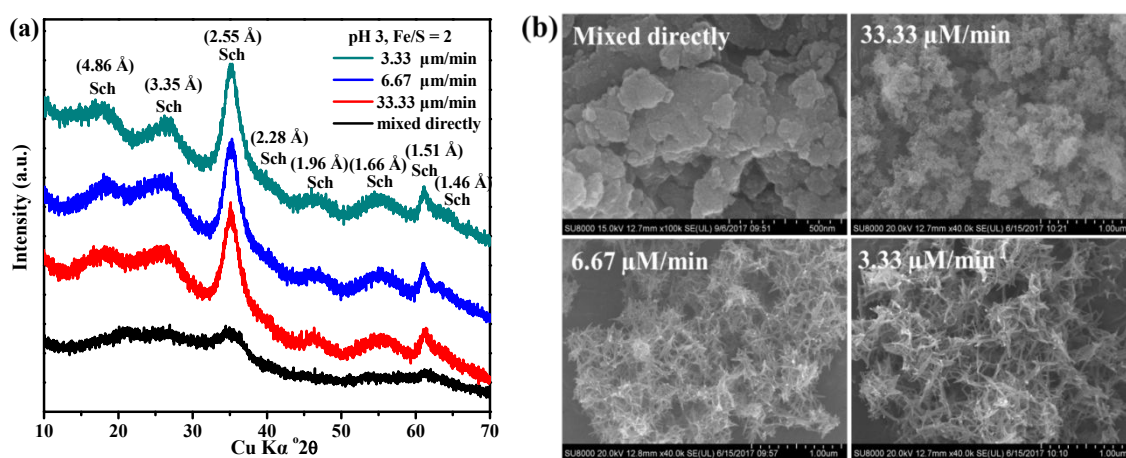 (a)
(2.55 Å)
Sch
pH 3, Fe/S = 2
3.33 µm/min
6.67 µm/min
33.33 µm/min
mixed directly
(4.86 Å)
Sch
(3.35 Å)
Sch
(2.28 Å)
Sch
(1.96 Å)
Sch
(1.66 Å)
Sch
(1.51 Å)
Sch
(1.46 Å)
Sch
Intensity (a.u.)
10 20 30 40 50 60 70
Cu Kα °2θ
(b)
Mixed directly
SU8000 15.0kV 12.7mm x100k SE(UL) 9/6/2017 09:51 500nm
33.33 µM/min
SU8000 20.0kV 12.7mm x40.0k SE(UL) 6/15/2017 10:21 1.00um
6.67 µM/min
SU8000 20.0kV 12.8mm x40.0k SE(UL) 6/15/2017 09:57 1.00um
3.33 µM/min
SU8000 20.0kV 12.7mm x40.0k SE(UL) 6/15/2017 10:10 1.00um